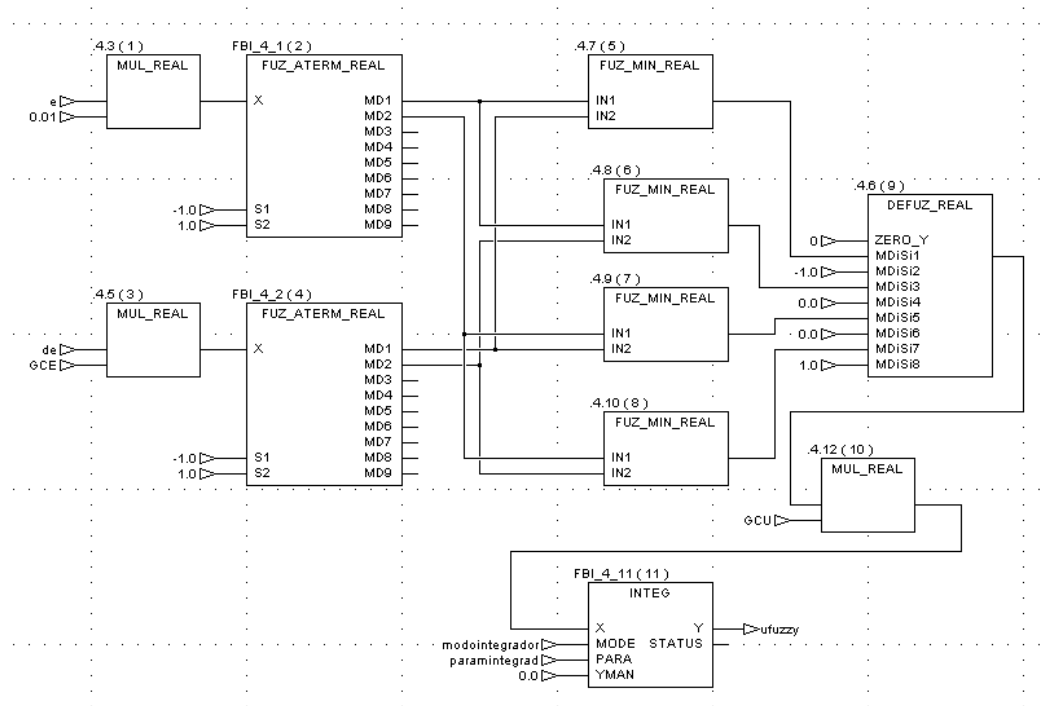 .4.3 ( 1 )
MUL_REAL
e
0.01
FBI_4_1 ( 2 )
FUZ_ATERM_REAL
X
MD1
MD2
MD3
MD4
MD5
MD6
MD7
-1.0 S1 MD8
1.0 S2 MD9
.4.7 ( 5 )
FUZ_MIN_REAL
IN1
IN2
.4.8 ( 6 )
FUZ_MIN_REAL
IN1
IN2
.4.6 ( 9 )
DEFUZ_REAL
0 ZERO_Y
MDiSi1
-1.0 MDiSi2
MDiSi3
0.0 MDiSi4
MDiSi5
0.0 MDiSi6
MDiSi7
1.0 MDiSi8
.4.5 ( 3 )
MUL_REAL
de
GCE
FBI_4_2 ( 4 )
FUZ_ATERM_REAL
X MD1
MD2
MD3
MD4
MD5
MD6
MD7
-1.0 S1 MD8
1.0 S2 MD9
.4.9 ( 7 )
FUZ_MIN_REAL
IN1
IN2
.4.10 ( 8 )
FUZ_MIN_REAL
IN1
IN2
.4.12 ( 10 )
MUL_REAL
GCU
FBI_4_11 ( 11 )
INTEG
X Y ufuzzy
modointegrador MODE STATUS
paramintegrad PARA
0.0 YMAN